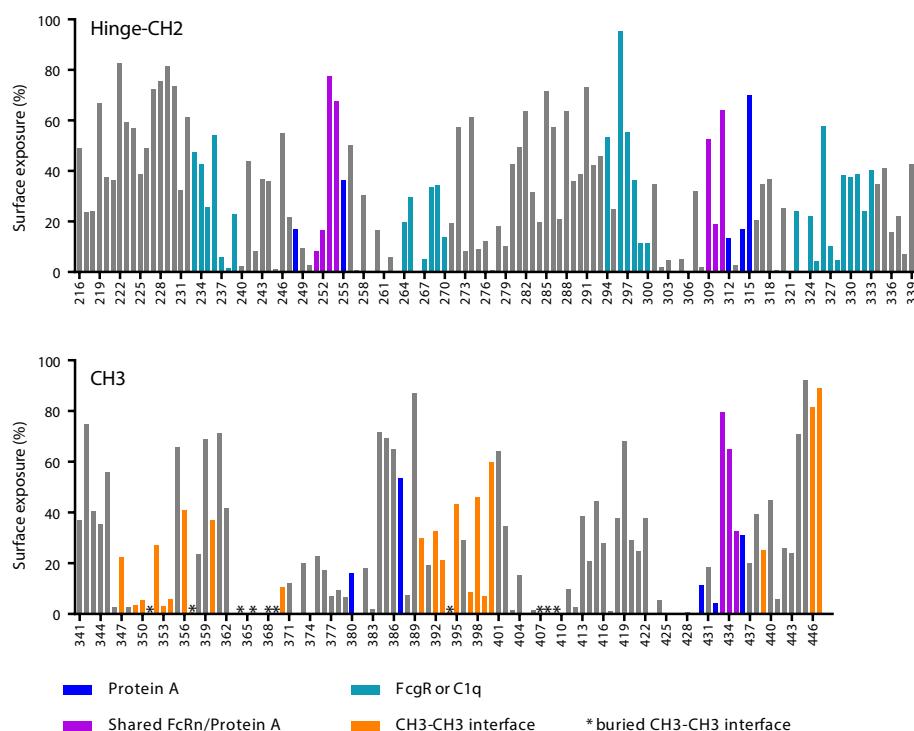 Hinge-CH2
Surface exposure (%)
100
80
60
40
20
0
216 219 222 225 228 231 234 237 240 243 246 249 252 255 258 261 264 267 270 273 276 279 282 285 288 291 294 297 300 303 306 309 312 315 318 321 324 327 330 333 336 339
CH3
Surface exposure (%)
100
80
60
40
20
0
* * * * * * * * * *
341 344 347 350 353 356 359 362 365 368 371 374 377 380 383 386 389 392 395 398 401 404 407 410 413 416 419 422 425 428 431 434 437 440 443 446
Protein A
FcgR or C1q
Shared FcRn/Protein A
CH3-CH3 interface
* buried CH3-CH3 interface